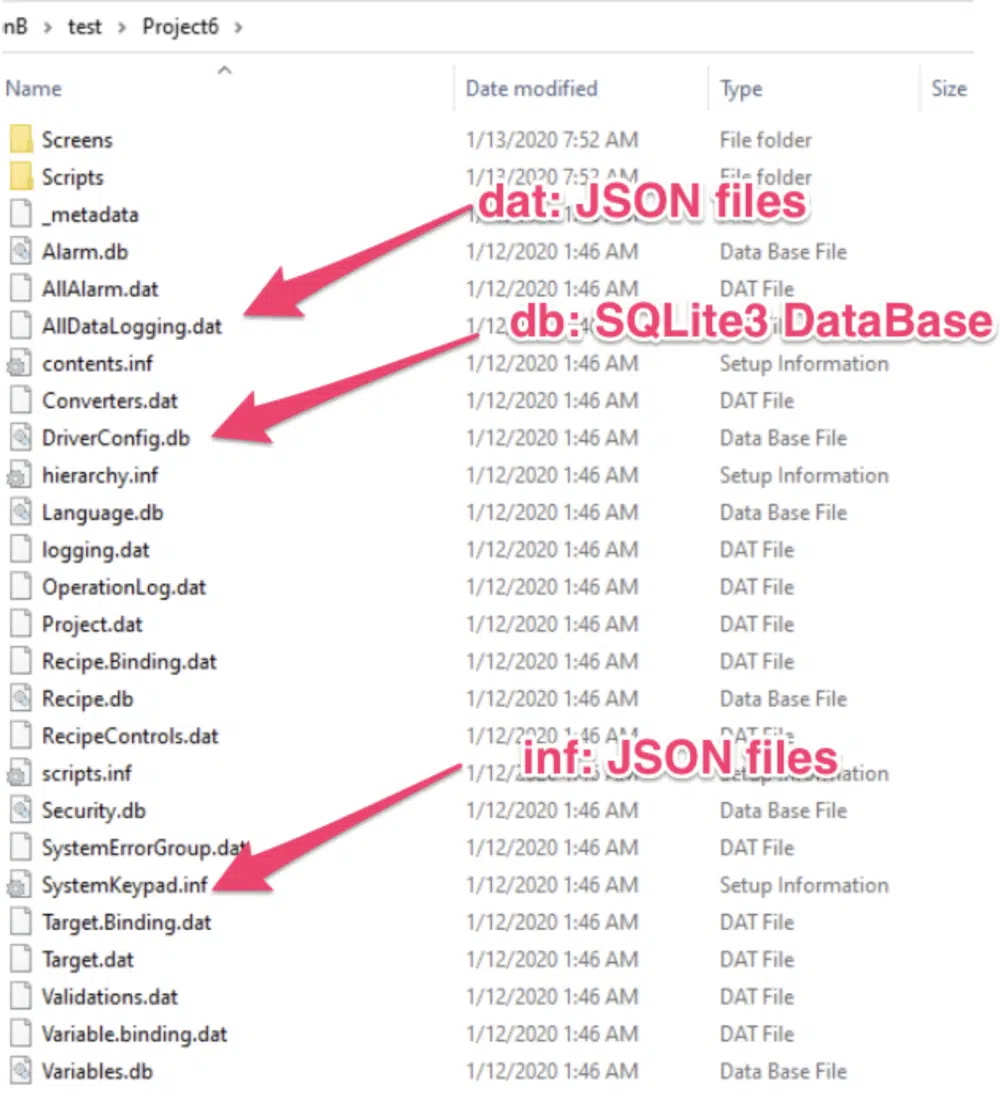 nB > test > Project6 >
Name Date modified Type Size
Screens 1/13/2020 7:52 AM File folder
Scripts 1/13/2020 7:52 AM File folder
dat: JSON files
_metadata
Alarm.db 1/12/2020 1:46 AM Data Base File
AllAlarm.dat 1/12/2020 1:46 AM DAT File
db: SQLite3 DataBase
AllDataLogging.dat 1/12
contents.inf 1/12/2020 1:46 AM Setup Information
Converters.dat 1/12/2020 1:46 AM DAT File
DriverConfig.db 1/12/2020 1:46 AM Data Base File
hierarchy.inf 1/12/2020 1:46 AM Setup Information
Language.db 1/12/2020 1:46 AM Data Base File
logging.dat 1/12/2020 1:46 AM DAT File
OperationLog.dat 1/12/2020 1:46 AM DAT File
Project.dat 1/12/2020 1:46 AM DAT File
Recipe.Binding.dat 1/12/2020 1:46 AM DAT File
Recipe.db 1/12/2020 1:46 AM Data Base File
RecipeControls.dat 1/12/2020 1:46 AM DAT File
inf: JSON files
scripts.inf 1/12/2020 1:46 AM Setup Information
Security.db 1/12/2020 1:46 AM Data Base File
SystemErrorGroup.dat 1/12/2020 1:46 AM DAT File
SystemKeypad.inf 1/12/2020 1:46 AM Setup Information
Target.Binding.dat 1/12/2020 1:46 AM DAT File
Target.dat 1/12/2020 1:46 AM DAT File
Validations.dat 1/12/2020 1:46 AM DAT File
Variable.binding.dat 1/12/2020 1:46 AM DAT File
Variables.db 1/12/2020 1:46 AM Data Base File